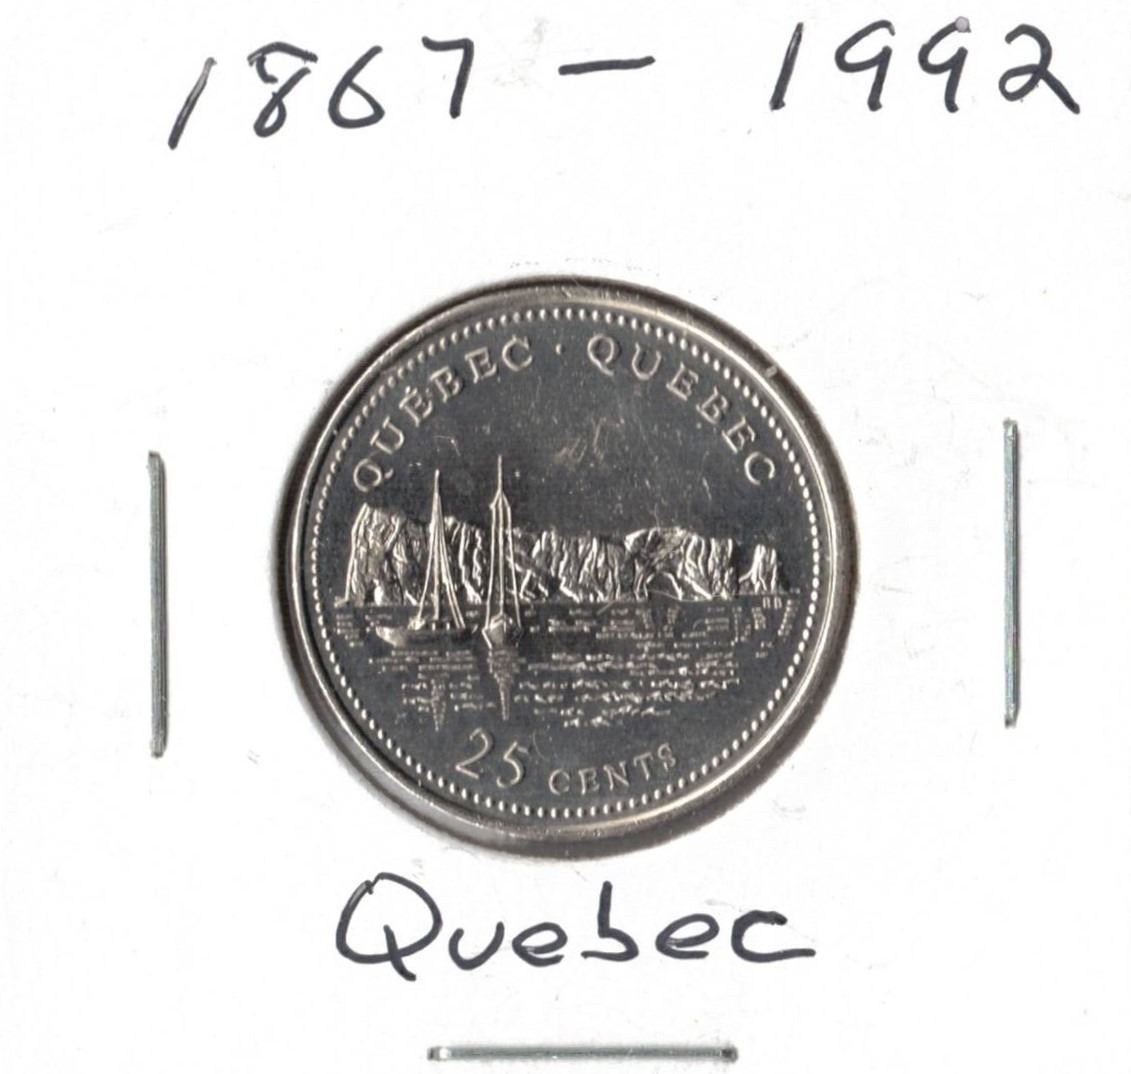 1867 - 1992
QUÉBEC · QUEBEC
25 CENTS
Quebec